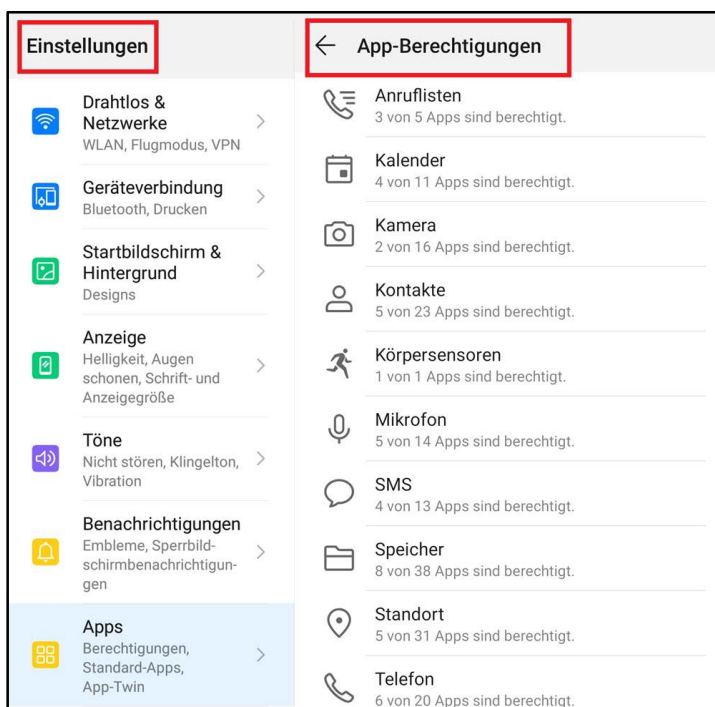 Einstellungen
Drahtlos &
Netzwerke
WLAN, Flugmodus, VPN
Geräteverbindung
Bluetooth, Drucken
Startbildschirm &
Hintergrund
Designs
Anzeige
Helligkeit, Augen
schonen, Schrift- und
Anzeigegröße
Töne
Nicht stören, Klingelton,
Vibration
Benachrichtigungen
Embleme, Sperrbild-
schirmbenachrichtigun-
gen
Apps
Berechtigungen,
Standard-Apps,
App-Twin
App-Berechtigungen
Anruflisten
3 von 5 Apps sind berechtigt.
Kalender
4 von 11 Apps sind berechtigt.
Kamera
2 von 16 Apps sind berechtigt.
Kontakte
5 von 23 Apps sind berechtigt.
Körpersensoren
1 von 1 Apps sind berechtigt.
Mikrofon
5 von 14 Apps sind berechtigt.
SMS
4 von 13 Apps sind berechtigt.
Speicher
8 von 38 Apps sind berechtigt.
Standort
5 von 31 Apps sind berechtigt.
Telefon
6 von 20 Apps sind berechtigt.